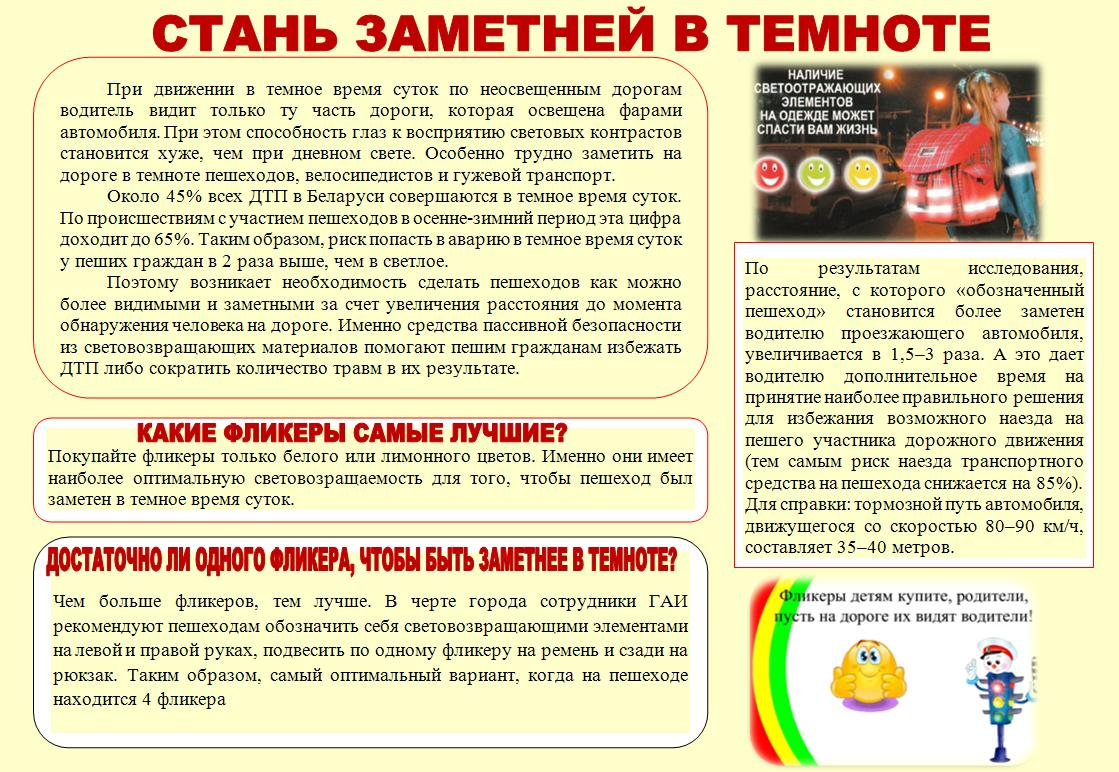 СТАНЬ ЗАМЕТНЕЙ В ТЕМНОТЕ
При движении в темное время суток по неосвещенным дорогам
водитель видит только ту часть дороги, которая освещена фарами
автомобиля. При этом способность глаз к восприятию световых контрастов
становится хуже, чем при дневном свете. Особенно трудно заметить на
дороге в темноте пешеходов, велосипедистов и гужевой транспорт.
Около 45% всех ДТП в Беларуси совершаются в темное время суток.
По происшествиям с участием пешеходов в осенне-зимний период эта цифра
доходит до 65%. Таким образом, риск попасть в аварию в темное время суток
у пеших граждан в 2 раза выше, чем в светлое.
Поэтому возникает необходимость сделать пешеходов как можно
более видимыми и заметными за счет увеличения расстояния до момента
обнаружения человека на дороге. Именно средства пассивной безопасности
из световозвращающих материалов помогают пешим гражданам избежать
ДТП либо сократить количество травм в их результате.
КАКИЕ ФЛИКЕРЫ САМЫЕ ЛУЧШИЕ?
Покупайте фликеры только белого или лимонного цветов. Именно они имеет
наиболее оптимальную световозращаемость для того, чтобы пешеход был
заметен в темное время суток.
ДОСТАТОЧНО ЛИ ОДНОГО ФЛИКЕРА, ЧТОБЫ БЫТЬ ЗАМЕТНЕЕ В ТЕМНОТЕ?
Чем больше фликеров, тем лучше. В черте города сотрудники ГАИ
рекомендуют пешеходам обозначить себя световозвращающими элементами
на левой и правой руках, подвесить по одному фликеру на ремень и сзади на
рюкзак. Таким образом, самый оптимальный вариант, когда на пешеходе
находится 4 фликера
НАЛИЧИЕ
СВЕТООТРАЖАЮЩИХ
ЭЛЕМЕНТОВ
НА ОДЕЖДЕ МОЖЕТ
СПАСТИ ВАМ ЖИЗНЬ
По результатам исследования,
расстояние, с которого «обозначенный
пешеход» становится более заметен
водителю проезжающего автомобиля,
увеличивается в 1,5–3 раза. А это дает
водителю дополнительное время на
принятие наиболее правильного решения
для избежания возможного наезда на
пешего участника дорожного движения
(тем самым риск наезда транспортного
средства на пешехода снижается на 85%).
Для справки: тормозной путь автомобиля,
движущегося со скоростью 80–90 км/ч,
составляет 35–40 метров.
Фликеры детям купите, родители,
пусть на дороге их видят водители!